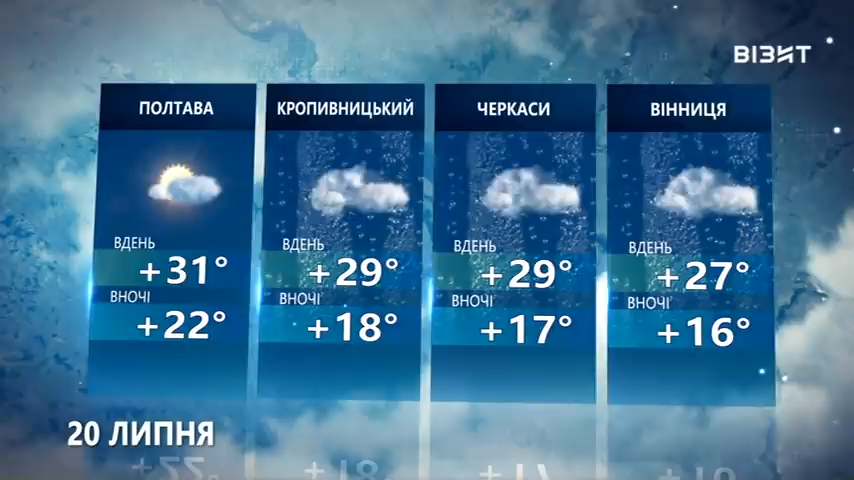 ВІЗИТ
ПОЛТАВА
ВДЕНЬ
+31°
ВНОЧІ
+22°
КРОПИВНИЦЬКИЙ
ВДЕНЬ
+29°
ВНОЧІ
+18°
ЧЕРКАСИ
ВДЕНЬ
+29°
ВНОЧІ
+17°
ВІННИЦЯ
ВДЕНЬ
+27°
ВНОЧІ
+16°
20 ЛИПНЯ